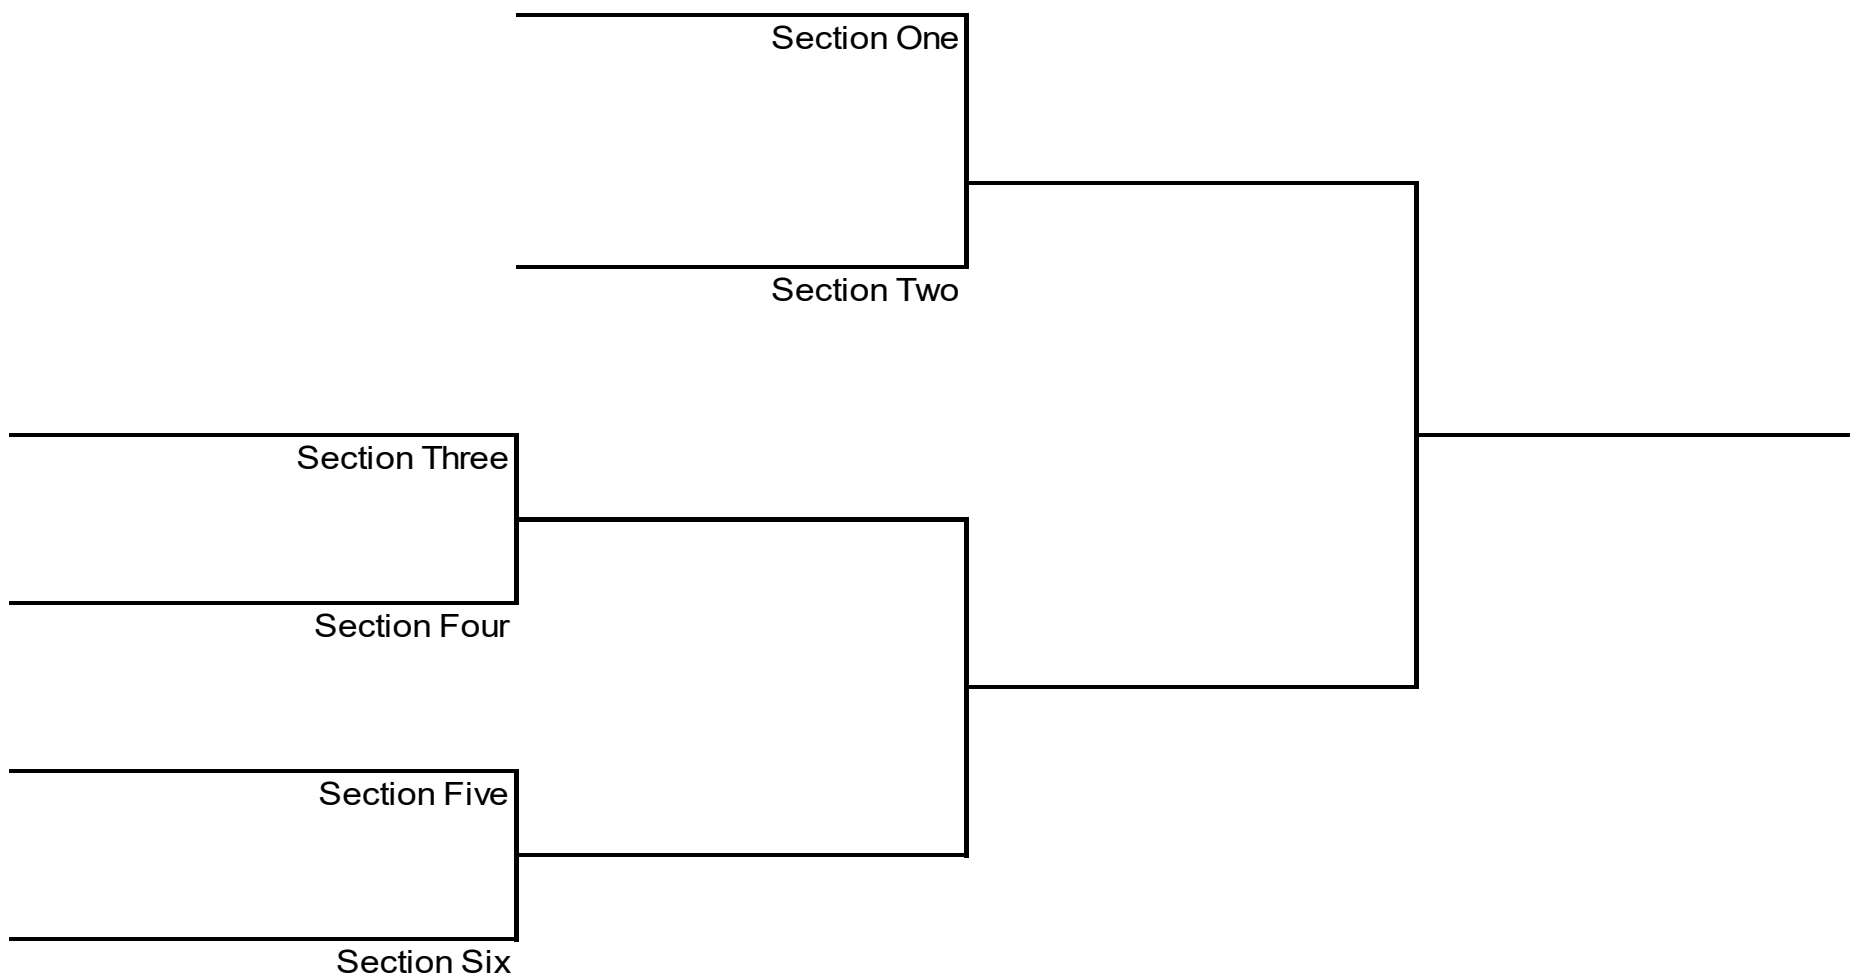 Section One
Section Two
Section Three
Section Four
Section Five
Section Six